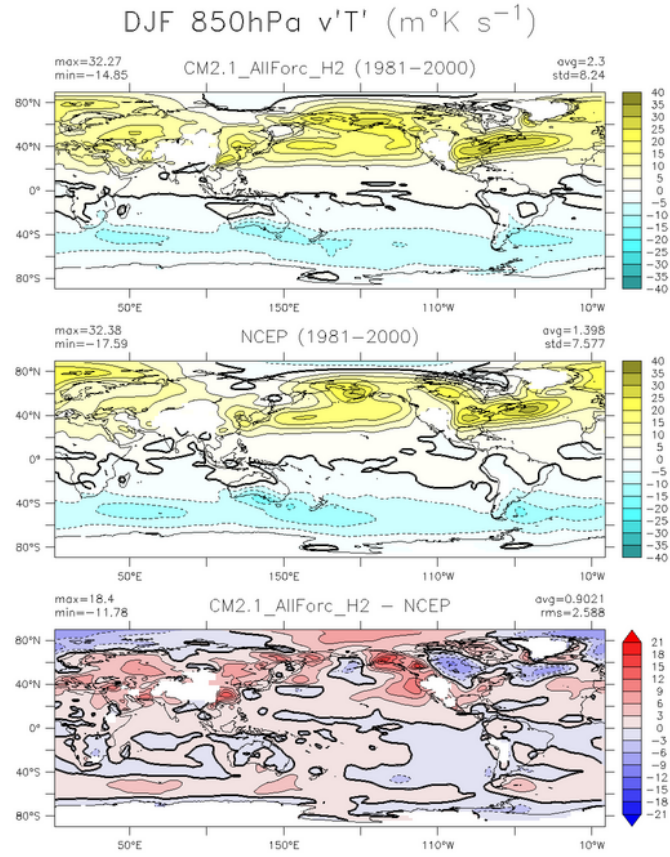 DJF 850hPa v'T' (m°K s⁻¹)
max=32.27
min=−14.85
CM2.1_AllForc_H2 (1981−2000)
avg=2.3
std=8.24
80°N
40°N
0°
40°S
80°S
50°E
150°E
110°W
10°W
40
35
30
25
20
15
10
5
0
−5
−10
−15
−20
−25
−30
−35
−40
max=32.38
min=−17.59
NCEP (1981−2000)
avg=1.398
std=7.577
80°N
40°N
0°
40°S
80°S
50°E
150°E
110°W
10°W
40
35
30
25
20
15
10
5
0
−5
−10
−15
−20
−25
−30
−35
−40
max=18.4
min=−11.78
CM2.1_AllForc_H2 − NCEP
avg=0.9021
rms=2.588
80°N
40°N
0°
40°S
80°S
50°E
150°E
110°W
10°W
21
18
15
12
9
6
3
0
−3
−6
−9
−12
−15
−18
−21